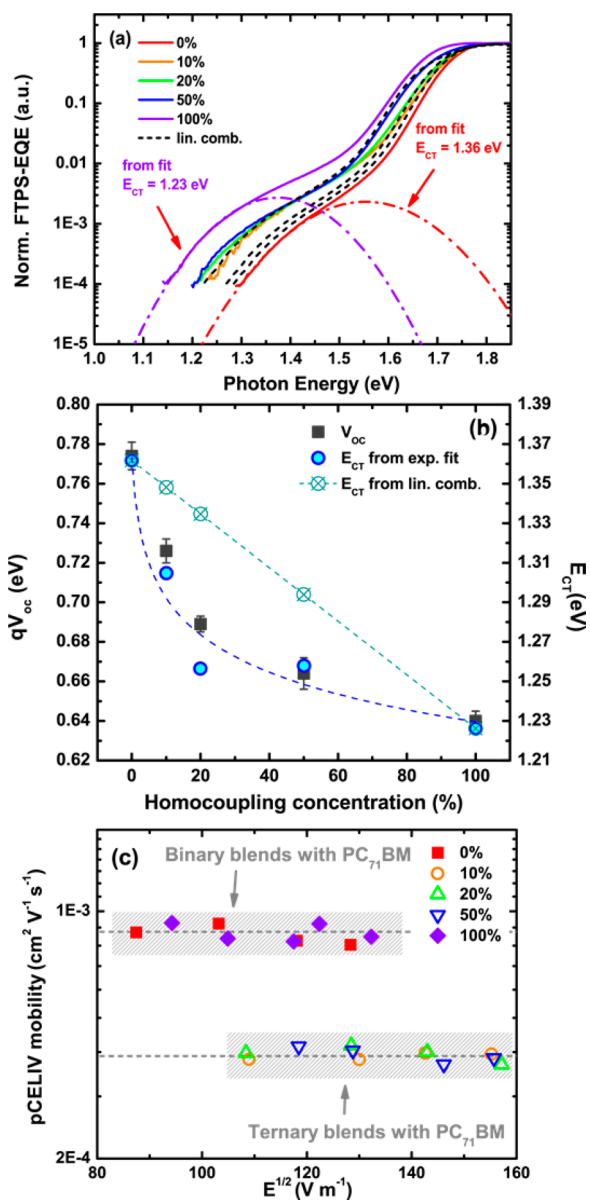 (a)
0%
10%
20%
50%
100%
lin. comb.
from fit
E_CT = 1.23 eV
from fit
E_CT = 1.36 eV
Norm. FTPS-EQE (a.u.)
1
0.1
0.01
1E-3
1E-4
1E-5
1.0 1.1 1.2 1.3 1.4 1.5 1.6 1.7 1.8
Photon Energy (eV)
(b)
V_OC
E_CT from exp. fit
E_CT from lin. comb.
qV_oc (eV)
0.80
0.78
0.76
0.74
0.72
0.70
0.68
0.66
0.64
0.62
E_CT(eV)
1.39
1.37
1.35
1.33
1.31
1.29
1.27
1.25
1.23
1.21
0 20 40 60 80 100
Homocoupling concentration (%)
(c)
Binary blends with PC71BM
0%
10%
20%
50%
100%
Ternary blends with PC71BM
pCELIV mobility (cm² V⁻¹ s⁻¹)
1E-3
2E-4
80 100 120 140 160
E^1/2 (V m⁻¹)